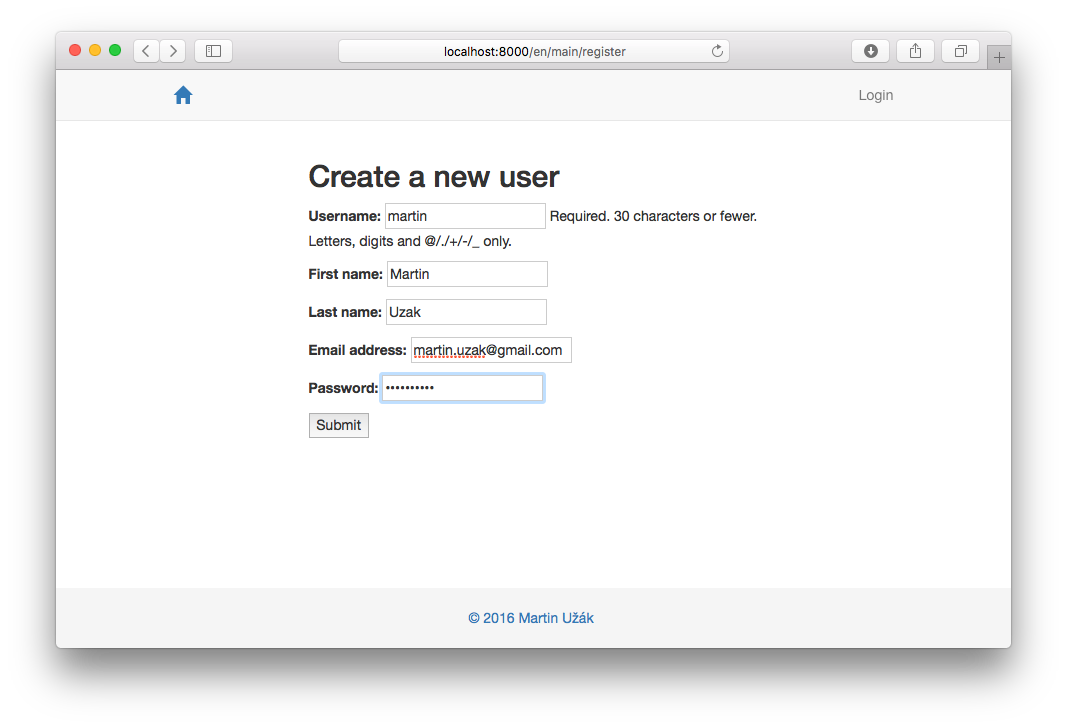 localhost:8000/en/main/register
Login
Create a new user
Username: martin Required. 30 characters or fewer.
Letters, digits and @/./+/-/_ only.
First name: Martin
Last name: Uzak
Email address: martin.uzak@gmail.com
Password: ••••••••••
Submit
© 2016 Martin Užák